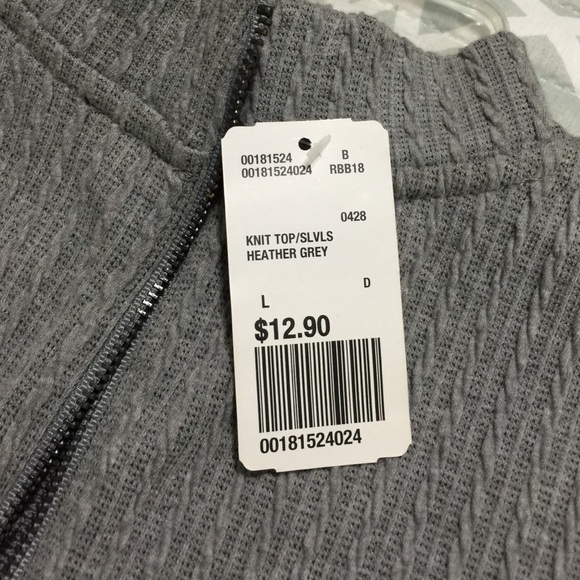 00181524 B
00181524024 RBB18
0428
KNIT TOP/SLVLS
HEATHER GREY
D
L
$12.90
00181524024